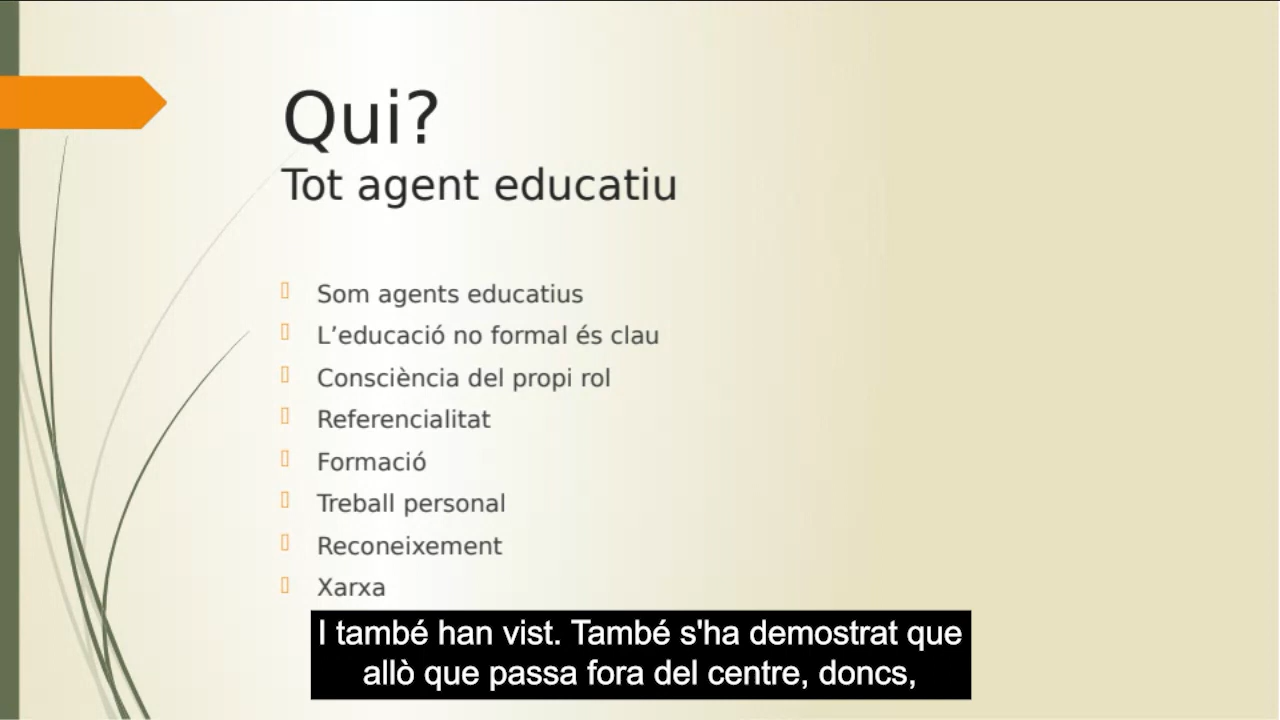 Qui?
Tot agent educatiu
Som agents educatius
L’educació no formal és clau
Consciència del propi rol
Referencialitat
Formació
Treball personal
Reconeixement
Xarxa
I també han vist. També s'ha demostrat que
allò que passa fora del centre, doncs,